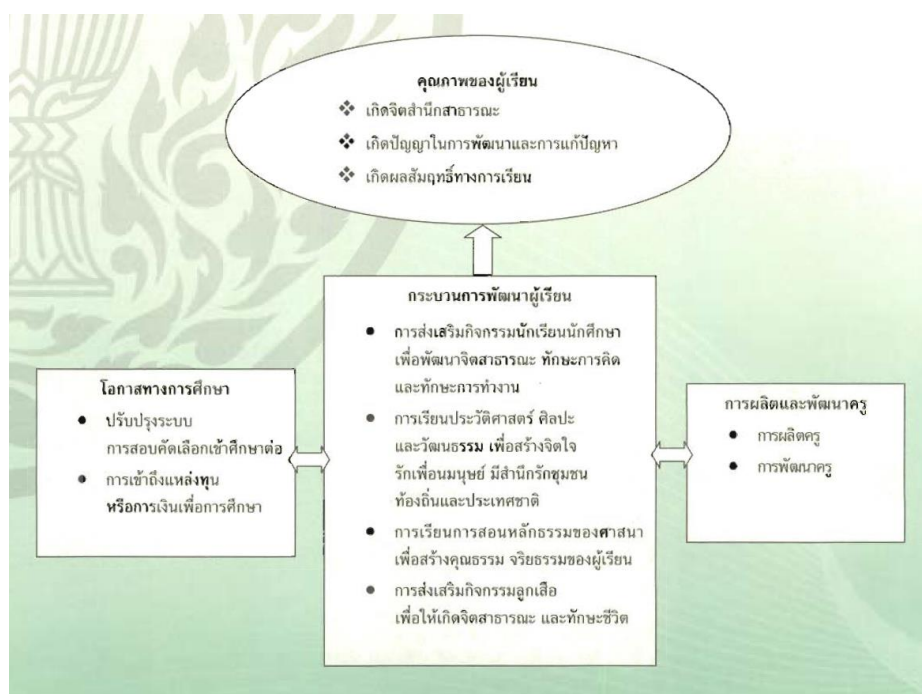 คุณภาพของผู้เรียน
❖ เกิดจิตสำนึกสาธารณะ
❖ เกิดปัญญาในการพัฒนาและการแก้ปัญหา
❖ เกิดผลสัมฤทธิ์ทางการเรียน
โอกาสทางการศึกษา
● ปรับปรุงระบบ
การสอบคัดเลือกเข้าศึกษาต่อ
● การเข้าถึงแหล่งทุน
หรือการเงินเพื่อการศึกษา
กระบวนการพัฒนาผู้เรียน
● การส่งเสริมกิจกรรมนักเรียนนักศึกษา
เพื่อพัฒนาจิตสาธารณะ ทักษะการคิด
และทักษะการทำงาน
● การเรียนประวัติศาสตร์ ศิลปะ
และวัฒนธรรม เพื่อสร้างจิตใจ
รักเพื่อนมนุษย์ มีสำนึกรักชุมชน
ท้องถิ่นและประเทศชาติ
● การเรียนการสอนหลักธรรมของศาสนา
เพื่อสร้างคุณธรรม จริยธรรมของผู้เรียน
● การส่งเสริมกิจกรรมลูกเสือ
เพื่อให้เกิดจิตสาธารณะ และทักษะชีวิต
การผลิตและพัฒนาครู
● การผลิตครู
● การพัฒนาครู